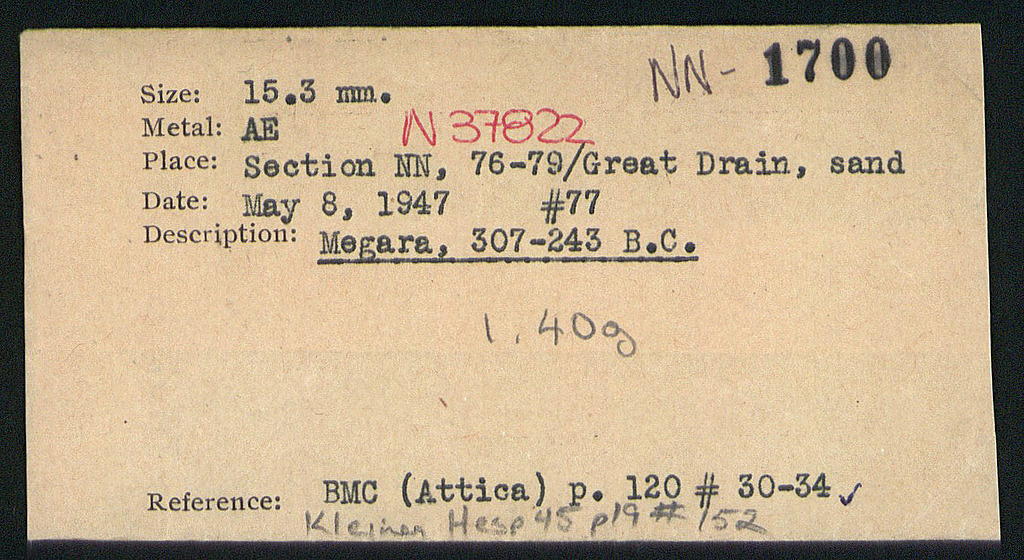 NN- 1700
Size: 15.3 mm.
Metal: AE N 37822
Place: Section NN, 76-79/Great Drain, sand
Date: May 8, 1947 #77
Description: Megara, 307-243 B.C.
1.40g
Reference: BMC (Attica) p. 120 # 30-34 ✓
Kleiner Hesp 45 p19 # 152